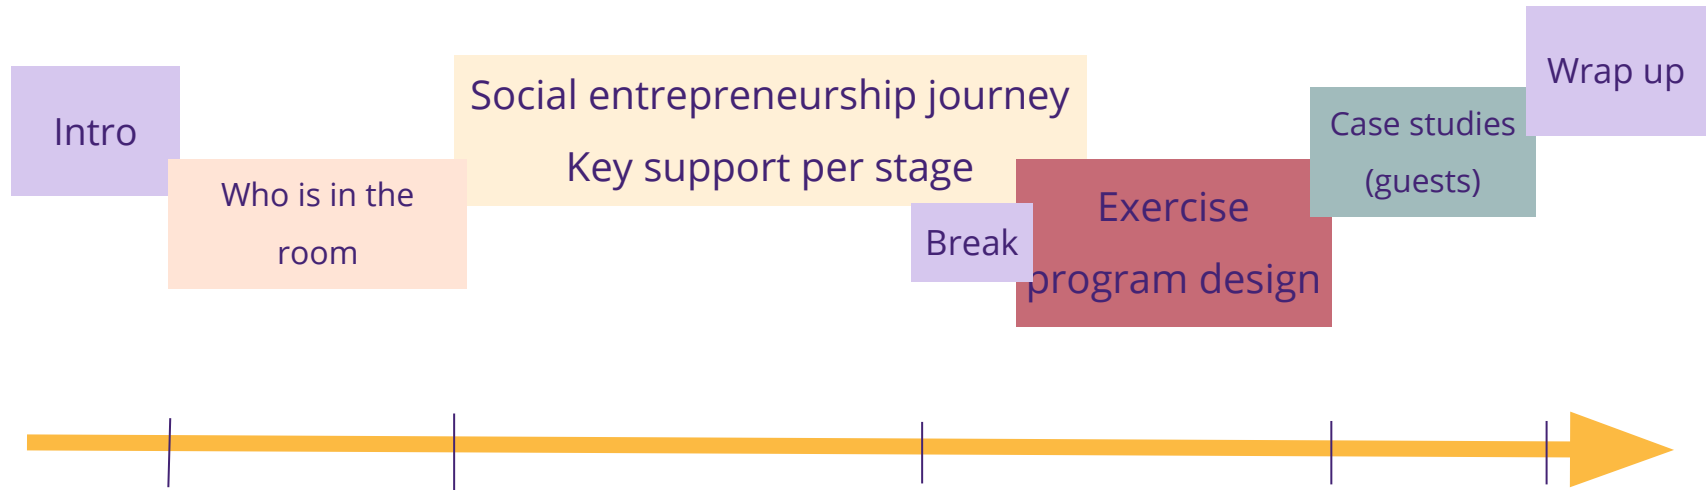 Intro
Who is in the
room
Social entrepreneurship journey
Key support per stage
Break
Exercise
program design
Case studies
(guests)
Wrap up